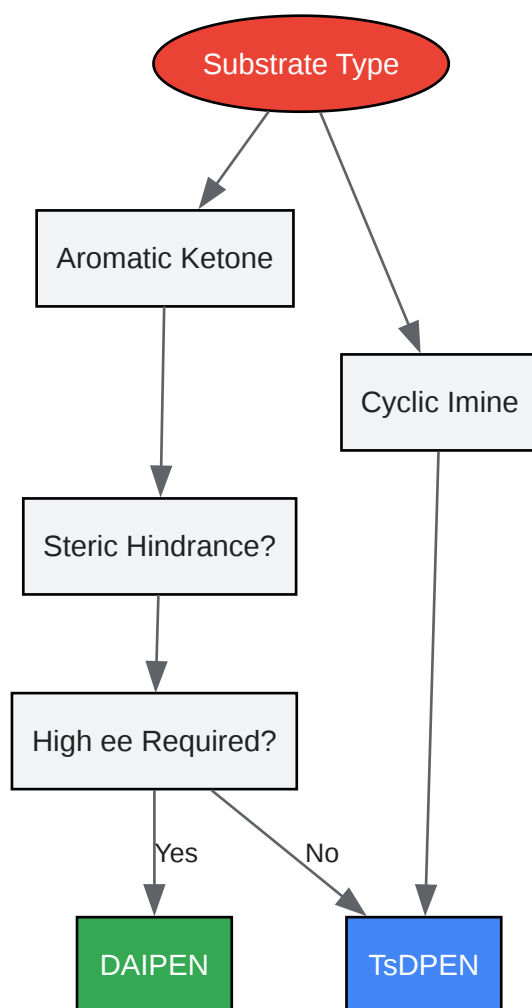 Substrate Type
Aromatic Ketone
Cyclic Imine
Steric Hindrance?
High ee Required?
Yes
No
DAIPEN
TsDPEN